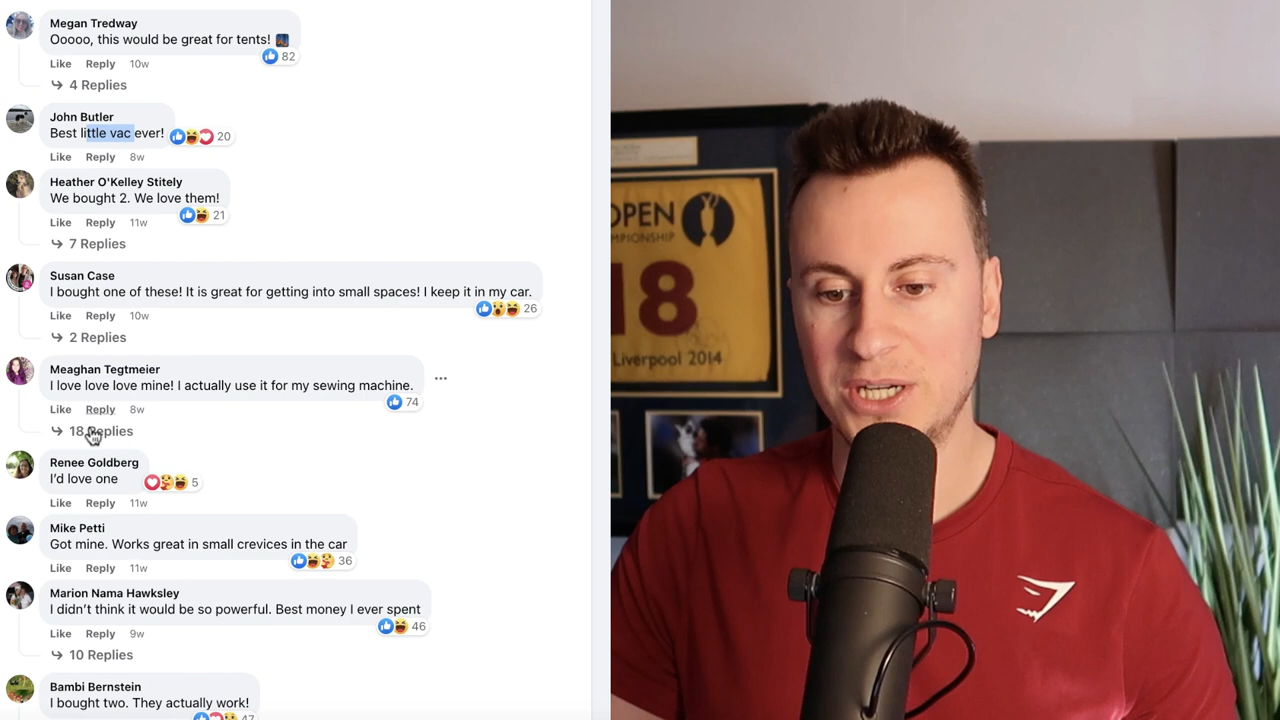 Megan Tredway
Ooooo, this would be great for tents!
82
Like Reply 10w
4 Replies
John Butler
Best little vac ever!
20
Like Reply 8w
Heather O'Kelley Stitely
We bought 2. We love them!
21
Like Reply 11w
7 Replies
Susan Case
I bought one of these! It is great for getting into small spaces! I keep it in my car.
26
Like Reply 10w
2 Replies
Meaghan Tegtmeier
I love love love mine! I actually use it for my sewing machine.
74
Like Reply 8w
18 Replies
Renee Goldberg
I'd love one
5
Like Reply 11w
Mike Petti
Got mine. Works great in small crevices in the car
36
Like Reply 11w
Marion Nama Hawksley
I didn't think it would be so powerful. Best money I ever spent
46
Like Reply 9w
10 Replies
Bambi Bernstein
I bought two. They actually work!
47
OPEN
18
Liverpool 2014